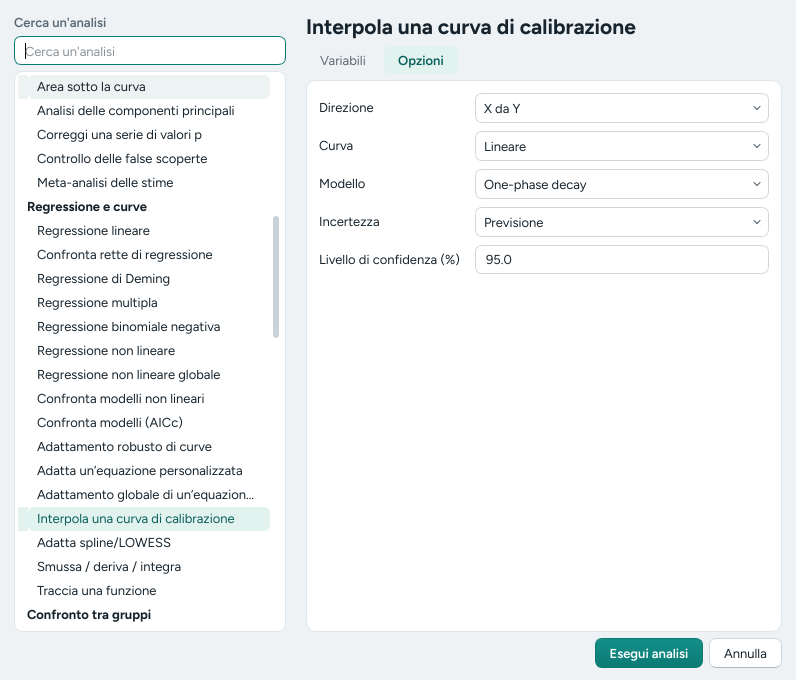 Cerca un'analisi
Cerca un'analisi
Area sotto la curva
Analisi delle componenti principali
Correggi una serie di valori p
Controllo delle false scoperte
Meta-analisi delle stime
Regressione e curve
Regressione lineare
Confronta rette di regressione
Regressione di Deming
Regressione multipla
Regressione binomiale negativa
Regressione non lineare
Regressione non lineare globale
Confronta modelli non lineari
Confronta modelli (AICc)
Adattamento robusto di curve
Adatta un’equazione personalizzata
Adattamento globale di un’equazion...
Interpola una curva di calibrazione
Adatta spline/LOWESS
Smussa / deriva / integra
Traccia una funzione
Confronto tra gruppi
Interpola una curva di calibrazione
Variabili Opzioni
Direzione X da Y
Curva Lineare
Modello One-phase decay
Incertezza Previsione
Livello di confidenza (%) 95.0
Esegui analisi Annulla